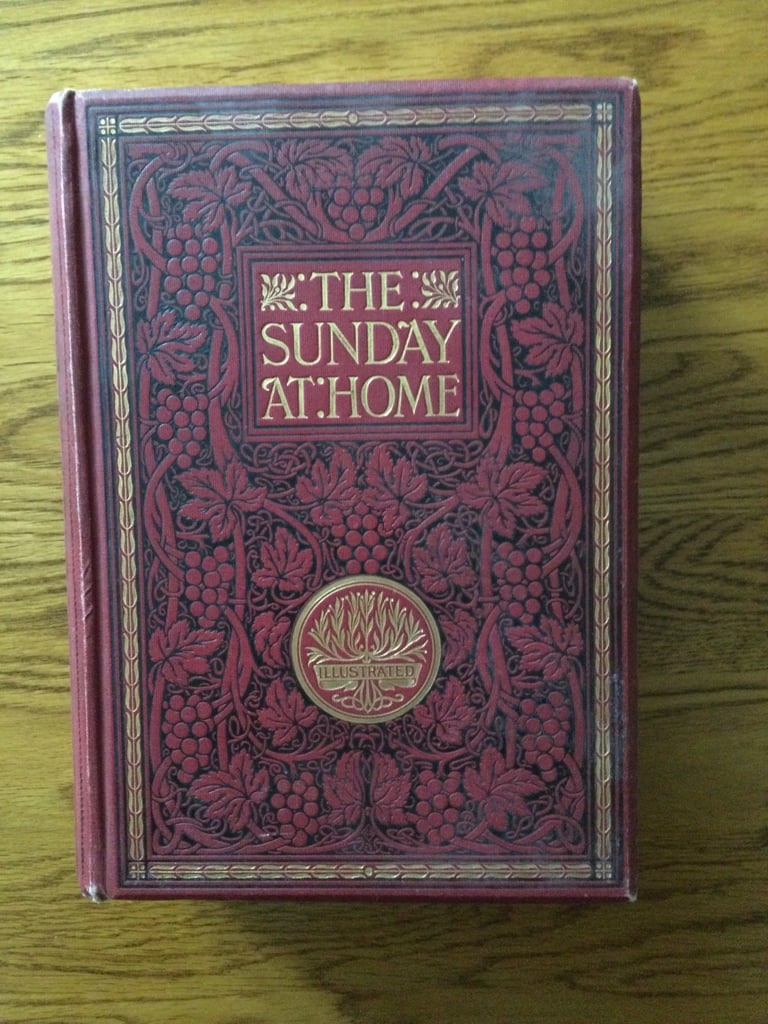 :THE:
SUNDAY
AT:HOME
ILLUSTRATED